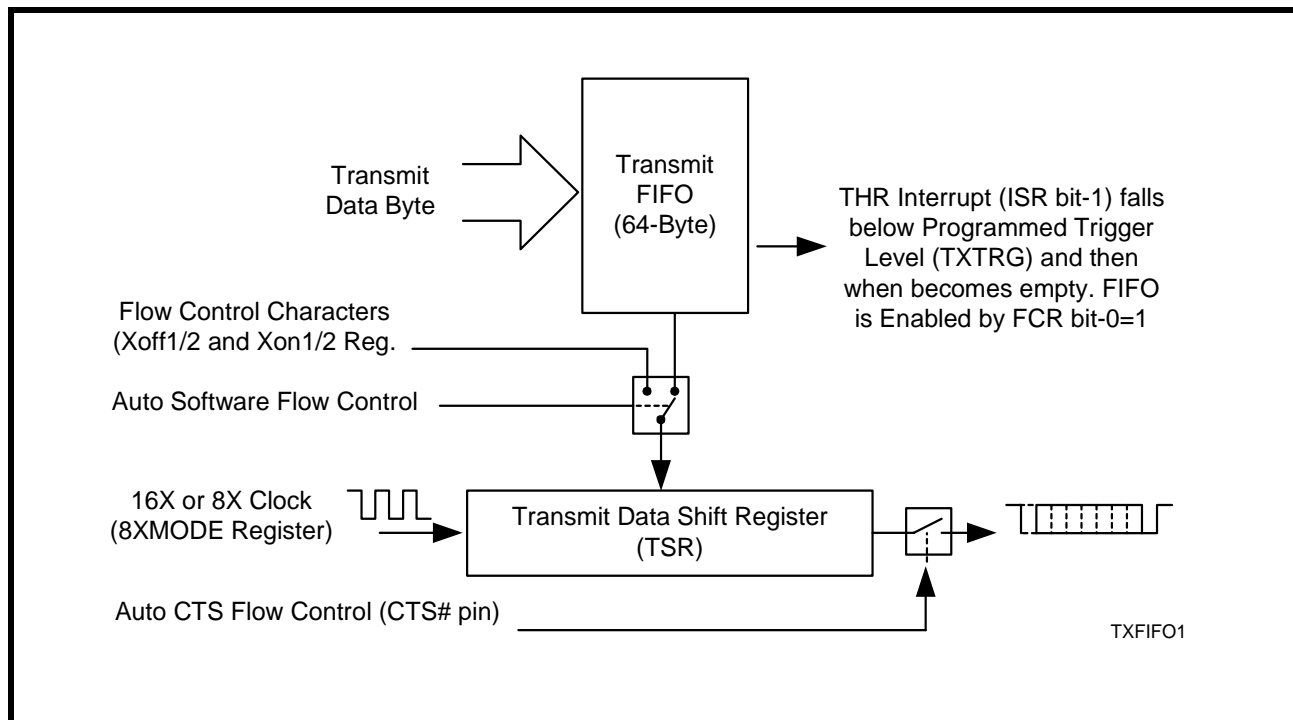 Transmit
FIFO
(64-Byte)
Transmit
Data Byte
THR Interrupt (ISR bit-1) falls
below Programmed Trigger
Level (TXTRG) and then
when becomes empty. FIFO
is Enabled by FCR bit-0=1
Flow Control Characters
(Xoff1/2 and Xon1/2 Reg.
Auto Software Flow Control
16X or 8X Clock
(8XMODE Register)
Transmit Data Shift Register
(TSR)
Auto CTS Flow Control (CTS# pin)
TXFIFO1